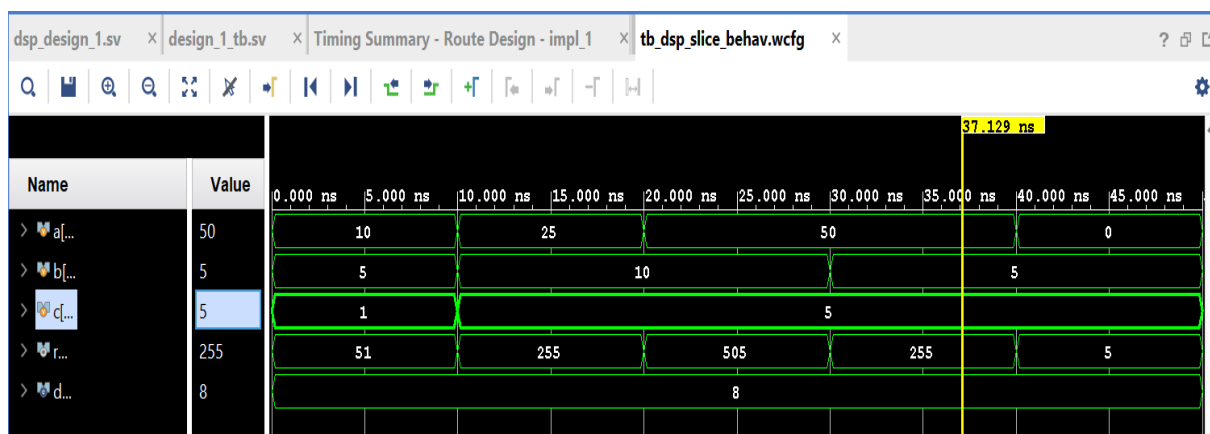 dsp_design_1.sv × design_1_tb.sv × Timing Summary - Route Design - impl_1 × tb_dsp_slice_behav.wcfg × ?
37.129 ns
Name Value 0.000 ns 5.000 ns 10.000 ns 15.000 ns 20.000 ns 25.000 ns 30.000 ns 35.000 ns 40.000 ns 45.000 ns
> a[... 50 10 25 50 0
> b[... 5 5 10 5
> c[... 5 1 5
> r... 255 51 255 505 255 5
> d... 8 8